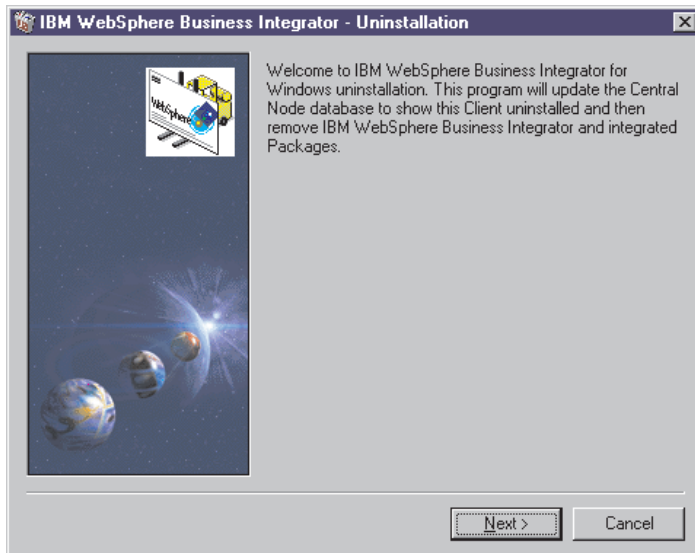 IBM WebSphere Business Integrator - Uninstallation
WebSphere
Welcome to IBM WebSphere Business Integrator for
Windows uninstallation. This program will update the Central
Node database to show this Client uninstalled and then
remove IBM WebSphere Business Integrator and integrated
Packages.
Next >
Cancel